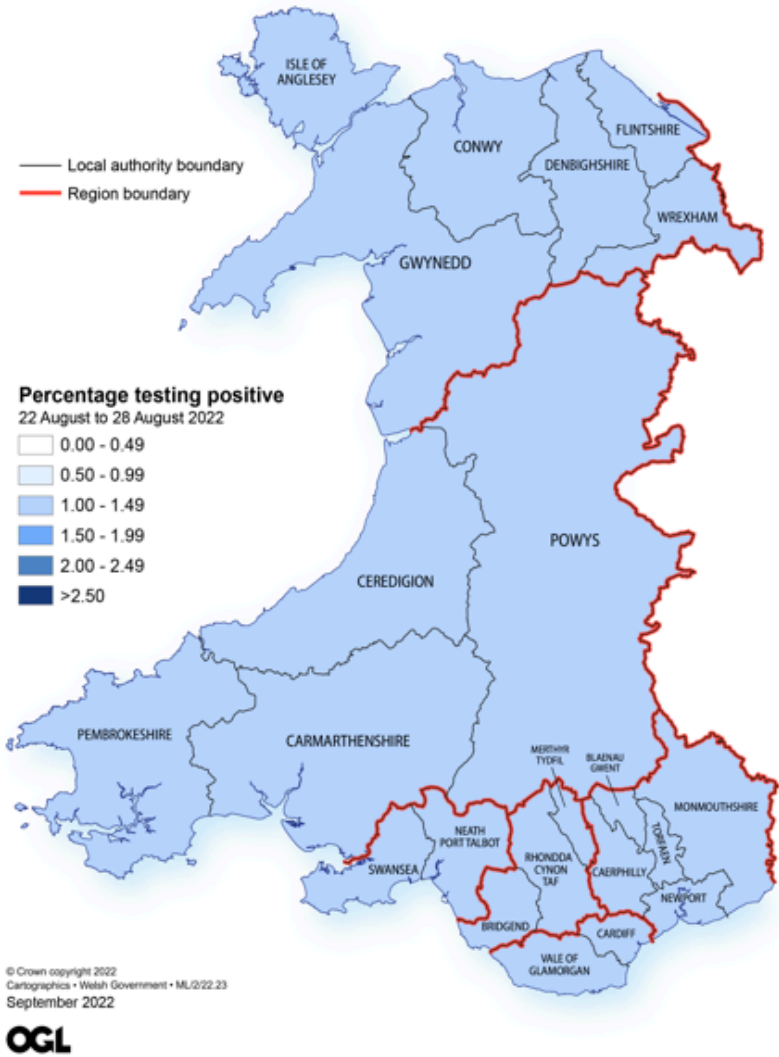 ISLE OF
ANGLESEY
FLINTSHIRE
CONWY
DENBIGHSHIRE
Local authority boundary
Region boundary
WREXHAM
GWYNEDD
Percentage testing positive
22 August to 28 August 2022
0.00 - 0.49
0.50 - 0.99
1.00 - 1.49
1.50 - 1.99
2.00 - 2.49
>2.50
POWYS
CEREDIGION
PEMBROKESHIRE
CARMARTHENSHIRE
MERTHYR
TYDFIL
BLAENAU
GWENT
MONMOUTHSHIRE
NEATH
PORT TALBOT
TORFAEN
RHONDDA
CYNON
TAF
SWANSEA
CAERPHILLY
NEWPORT
BRIDGEND
CARDIFF
VALE OF
GLAMORGAN
© Crown copyright 2022
Cartographics • Welsh Government • ML/2/22.23
September 2022
OGL